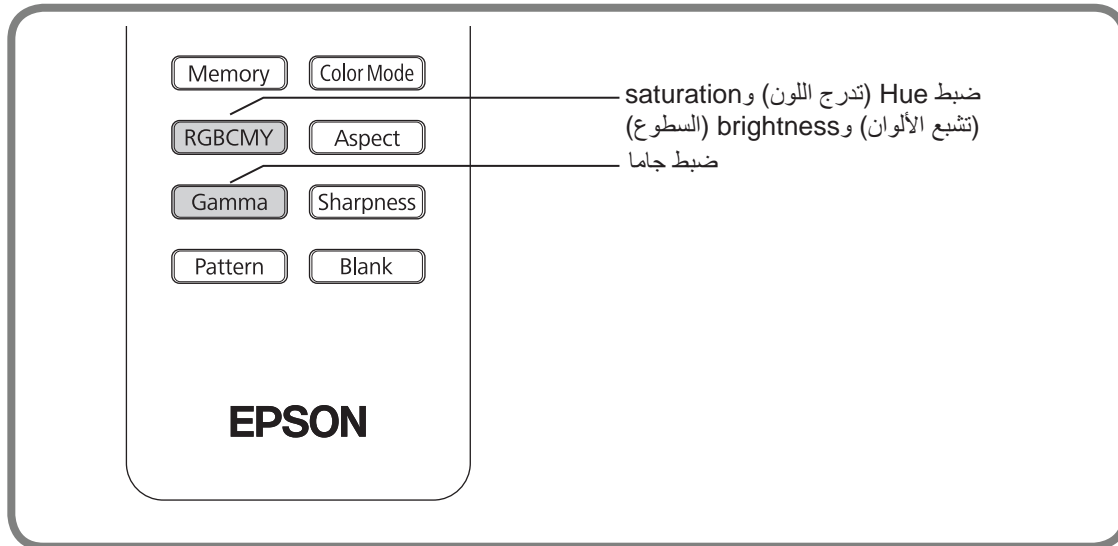 Memory
Color Mode
ضبط Hue (تدرج اللون) وsaturation
(تشبع الألوان) وbrightness (السطوع)
RGBCMY
Aspect
ضبط جاما
Gamma
Sharpness
Pattern
Blank
EPSON